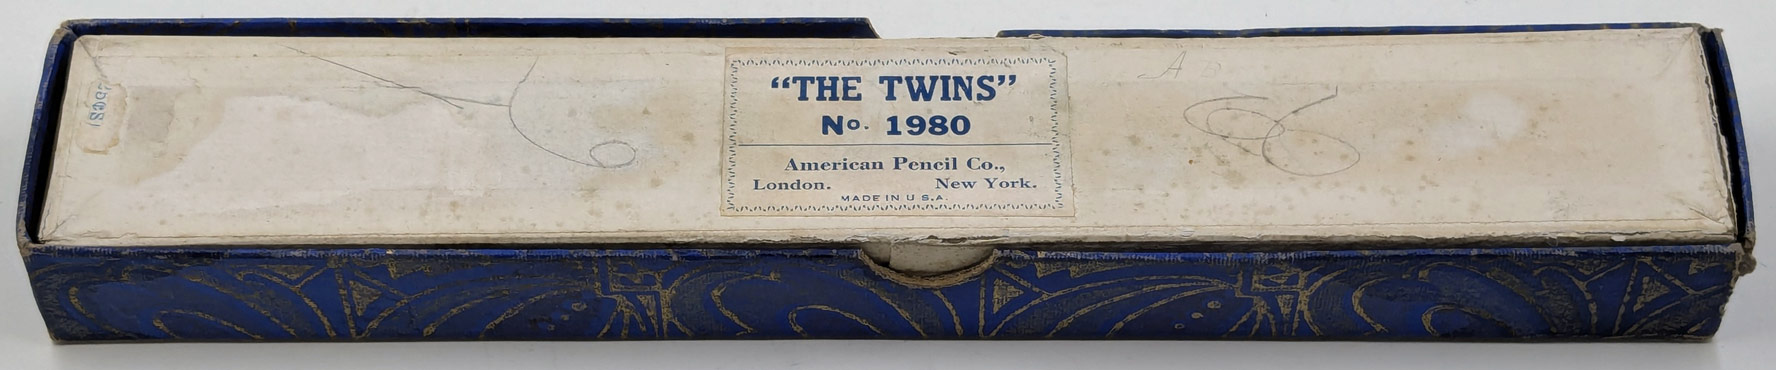 “THE TWINS”
No. 1980
American Pencil Co.,
London. New York.
MADE IN U.S.A.